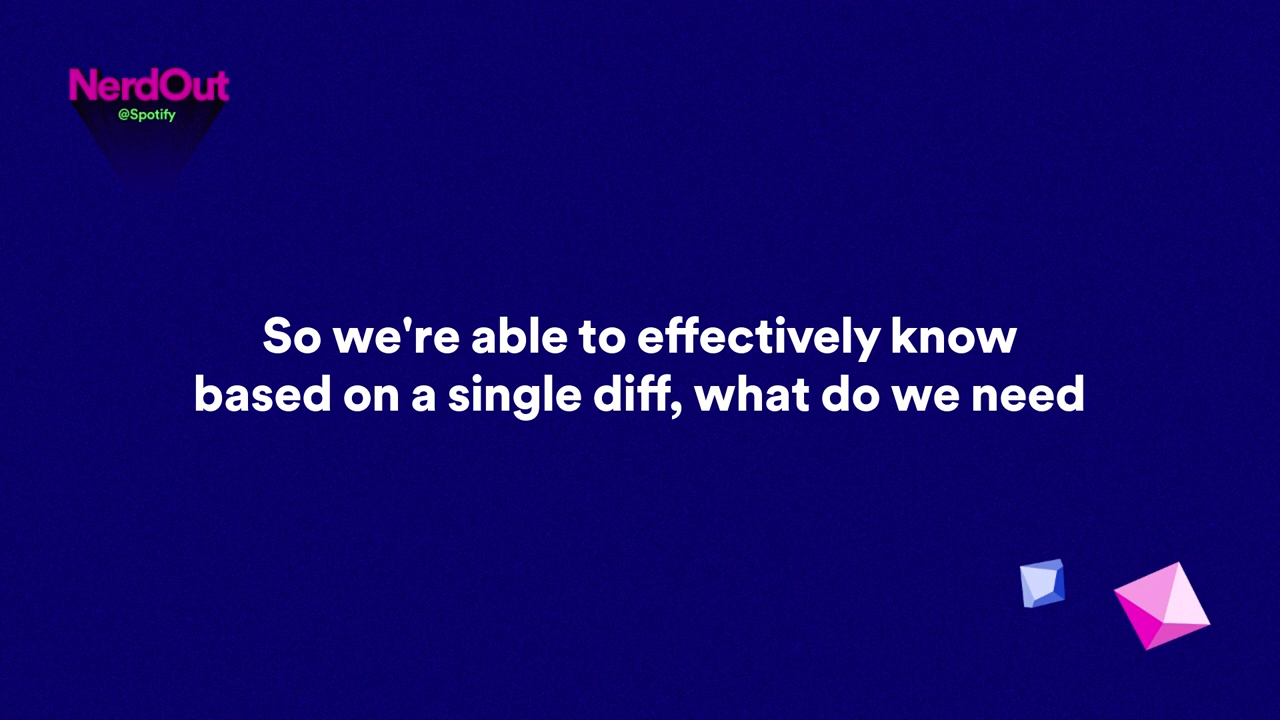 NerdOut
@Spotify
So we're able to effectively know
based on a single diff, what do we need